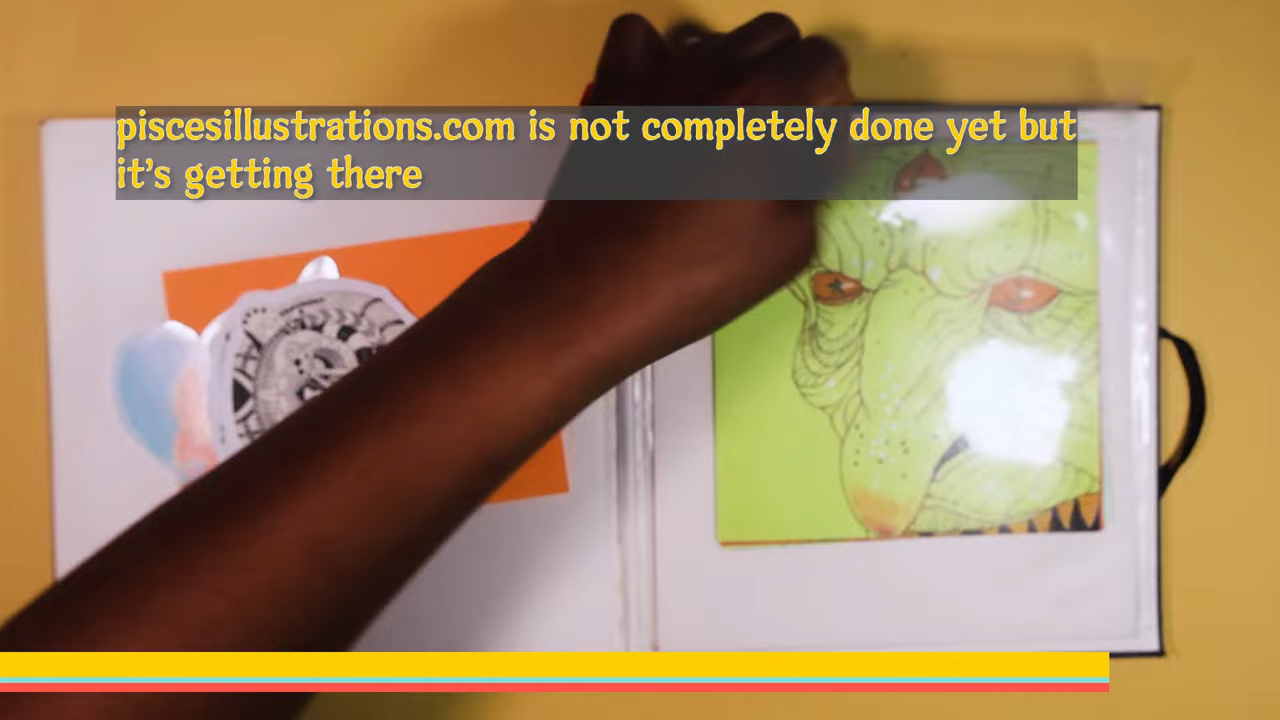 piscesillustrations.com is not completely done yet but
it’s getting there